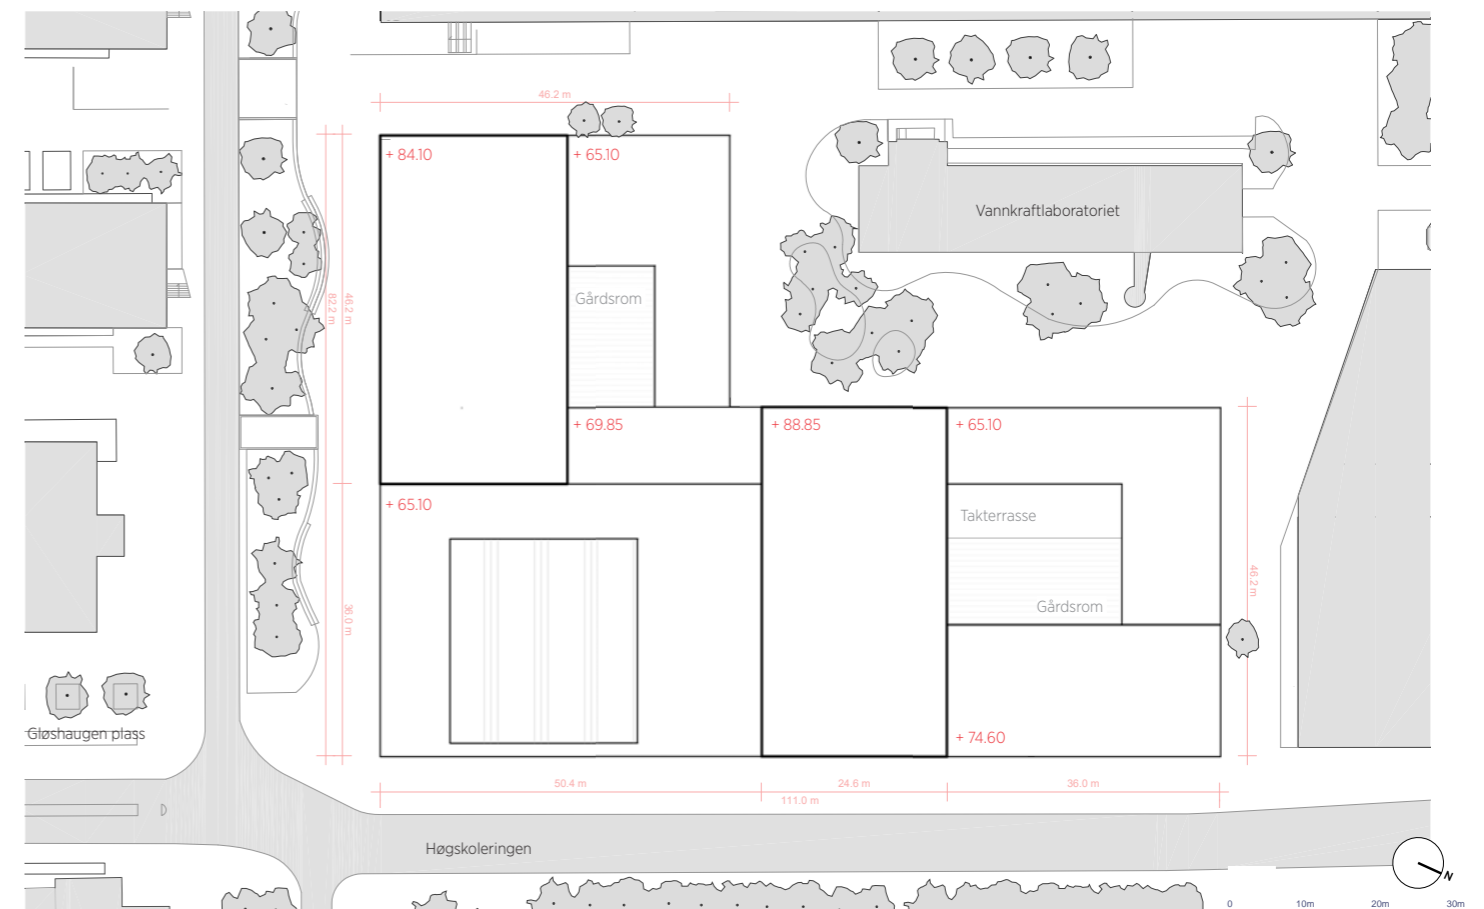 46.2 m
+ 84.10
+ 65.10
Vannkraftlaboratoriet
Gårdsrom
46.2 m
82.2 m
+ 69.85
+ 88.85
+ 65.10
+ 65.10
Takterrasse
46.2 m
Gårdsrom
36.0 m
Gløshaugen plass
+ 74.60
50.4 m
24.6 m
36.0 m
111.0 m
Høgskoleringen
N
0 10m 20m 30m